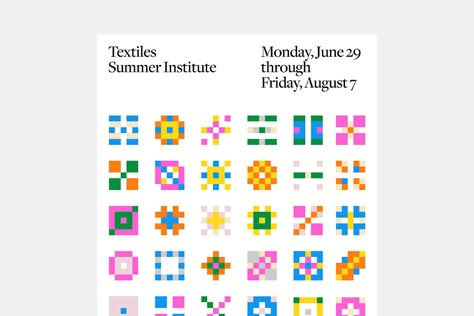 Textiles
Summer Institute
Monday, June 29
through
Friday, August 7